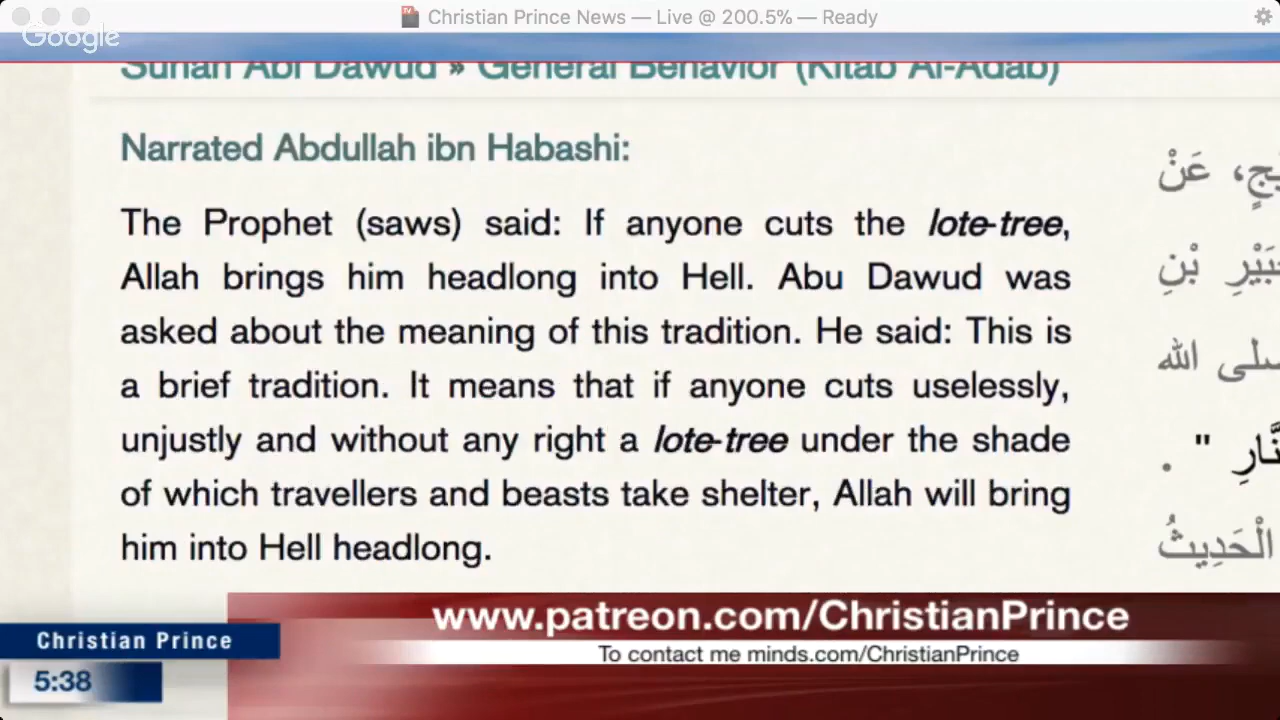 Christian Prince News — Live @ 200.5% — Ready
Google
Sunan Abi Dawud » General Behavior (Kitab Al-Adab)
Narrated Abdullah ibn Habashi:
The Prophet (saws) said: If anyone cuts the lote-tree,
Allah brings him headlong into Hell. Abu Dawud was
asked about the meaning of this tradition. He said: This is
a brief tradition. It means that if anyone cuts uselessly,
unjustly and without any right a lote-tree under the shade
of which travellers and beasts take shelter, Allah will bring
him into Hell headlong.
عَنْ
بْنِ
صلى الله
" .
الْحَدِيثُ
www.patreon.com/ChristianPrince
To contact me minds.com/ChristianPrince
Christian Prince
5:38